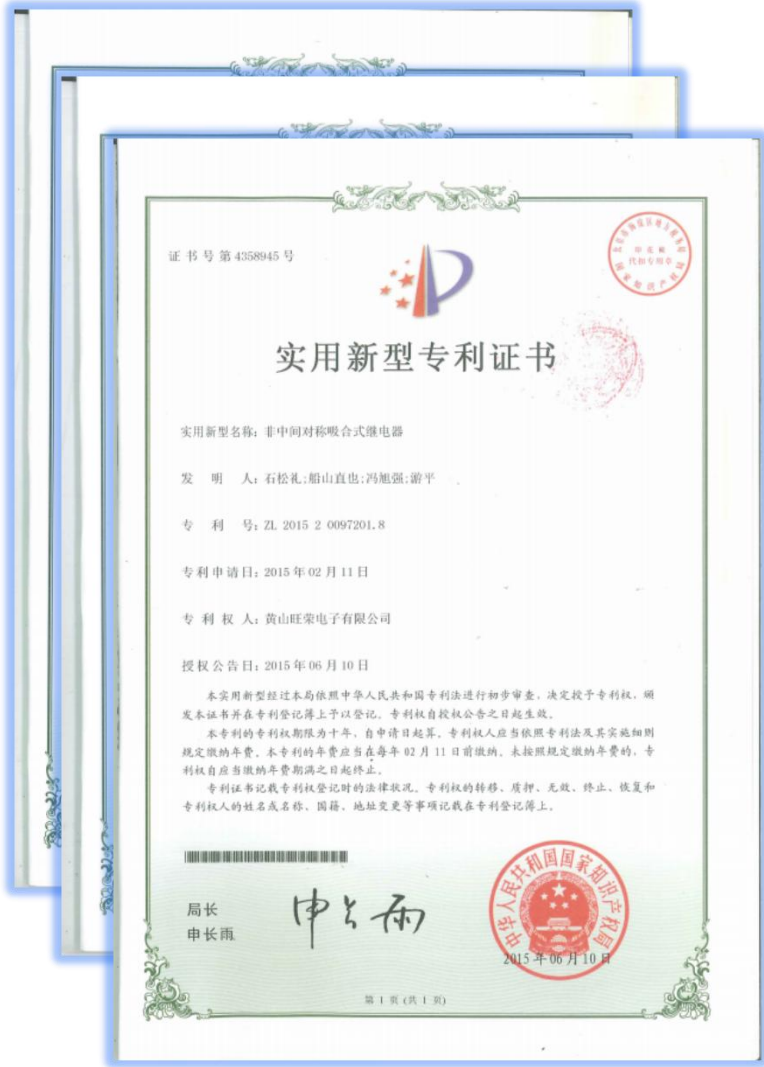 证书号第4358945号
实用新型专利证书
实用新型名称：非中间对称吸合式继电器
发明人：石松礼;船山直也;冯旭强;游平
专利号：ZL 2015 2 0097201.8
专利申请日：2015年02月11日
专利权人：黄山旺荣电子有限公司
授权公告日：2015年06月10日
本实用新型经过本局依照中华人民共和国专利法进行初步审查，决定授予专利权，颁
发本证书并在专利登记簿上予以登记。专利权自授权公告之日起生效。
本专利的专利权期限为十年，自申请日起算。专利权人应当依照专利法及其实施细则
规定缴纳年费。本专利的年费应当在每年02月11日前缴纳。未按照规定缴纳年费的，专
利权自应当缴纳年费期满之日起终止。
专利证书记载专利权登记时的法律状况。专利权的转移、质押、无效、终止、恢复和
专利权人的姓名或名称、国籍、地址变更等事项记载在专利登记簿上。
局长
申长雨
申长雨
中华人民共和国国家知识产权局
2015年06月10日
第1页(共1页)